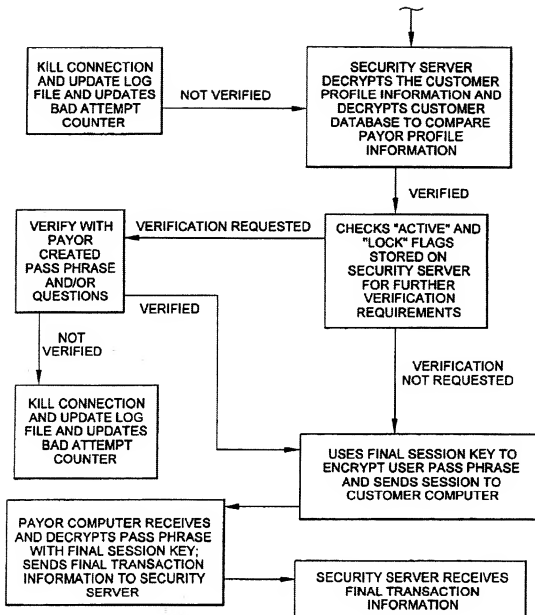 KILL CONNECTION
AND UPDATE LOG
FILE AND UPDATES
BAD ATTEMPT
COUNTER
NOT VERIFIED
SECURITY SERVER
DECRYPTS THE CUSTOMER
PROFILE INFORMATION AND
DECRYPTS CUSTOMER
DATABASE TO COMPARE
PAYOR PROFILE
INFORMATION
VERIFIED
VERIFY WITH
PAYOR
CREATED
PASS PHRASE
AND/OR
QUESTIONS
VERIFICATION REQUESTED
CHECKS "ACTIVE" AND
"LOCK" FLAGS
STORED ON
SECURITY SERVER
FOR FURTHER
VERIFICATION
REQUIREMENTS
VERIFIED
NOT
VERIFIED
VERIFICATION
NOT REQUESTED
KILL CONNECTION
AND UPDATE LOG
FILE AND UPDATES
BAD ATTEMPT
COUNTER
USES FINAL SESSION KEY TO
ENCRYPT USER PASS PHRASE
AND SENDS SESSION TO
CUSTOMER COMPUTER
PAYOR COMPUTER RECEIVES
AND DECRYPTS PASS PHRASE
WITH FINAL SESSION KEY;
SENDS FINAL TRANSACTION
INFORMATION TO SECURITY
SERVER
SECURITY SERVER RECEIVES
FINAL TRANSACTION
INFORMATION